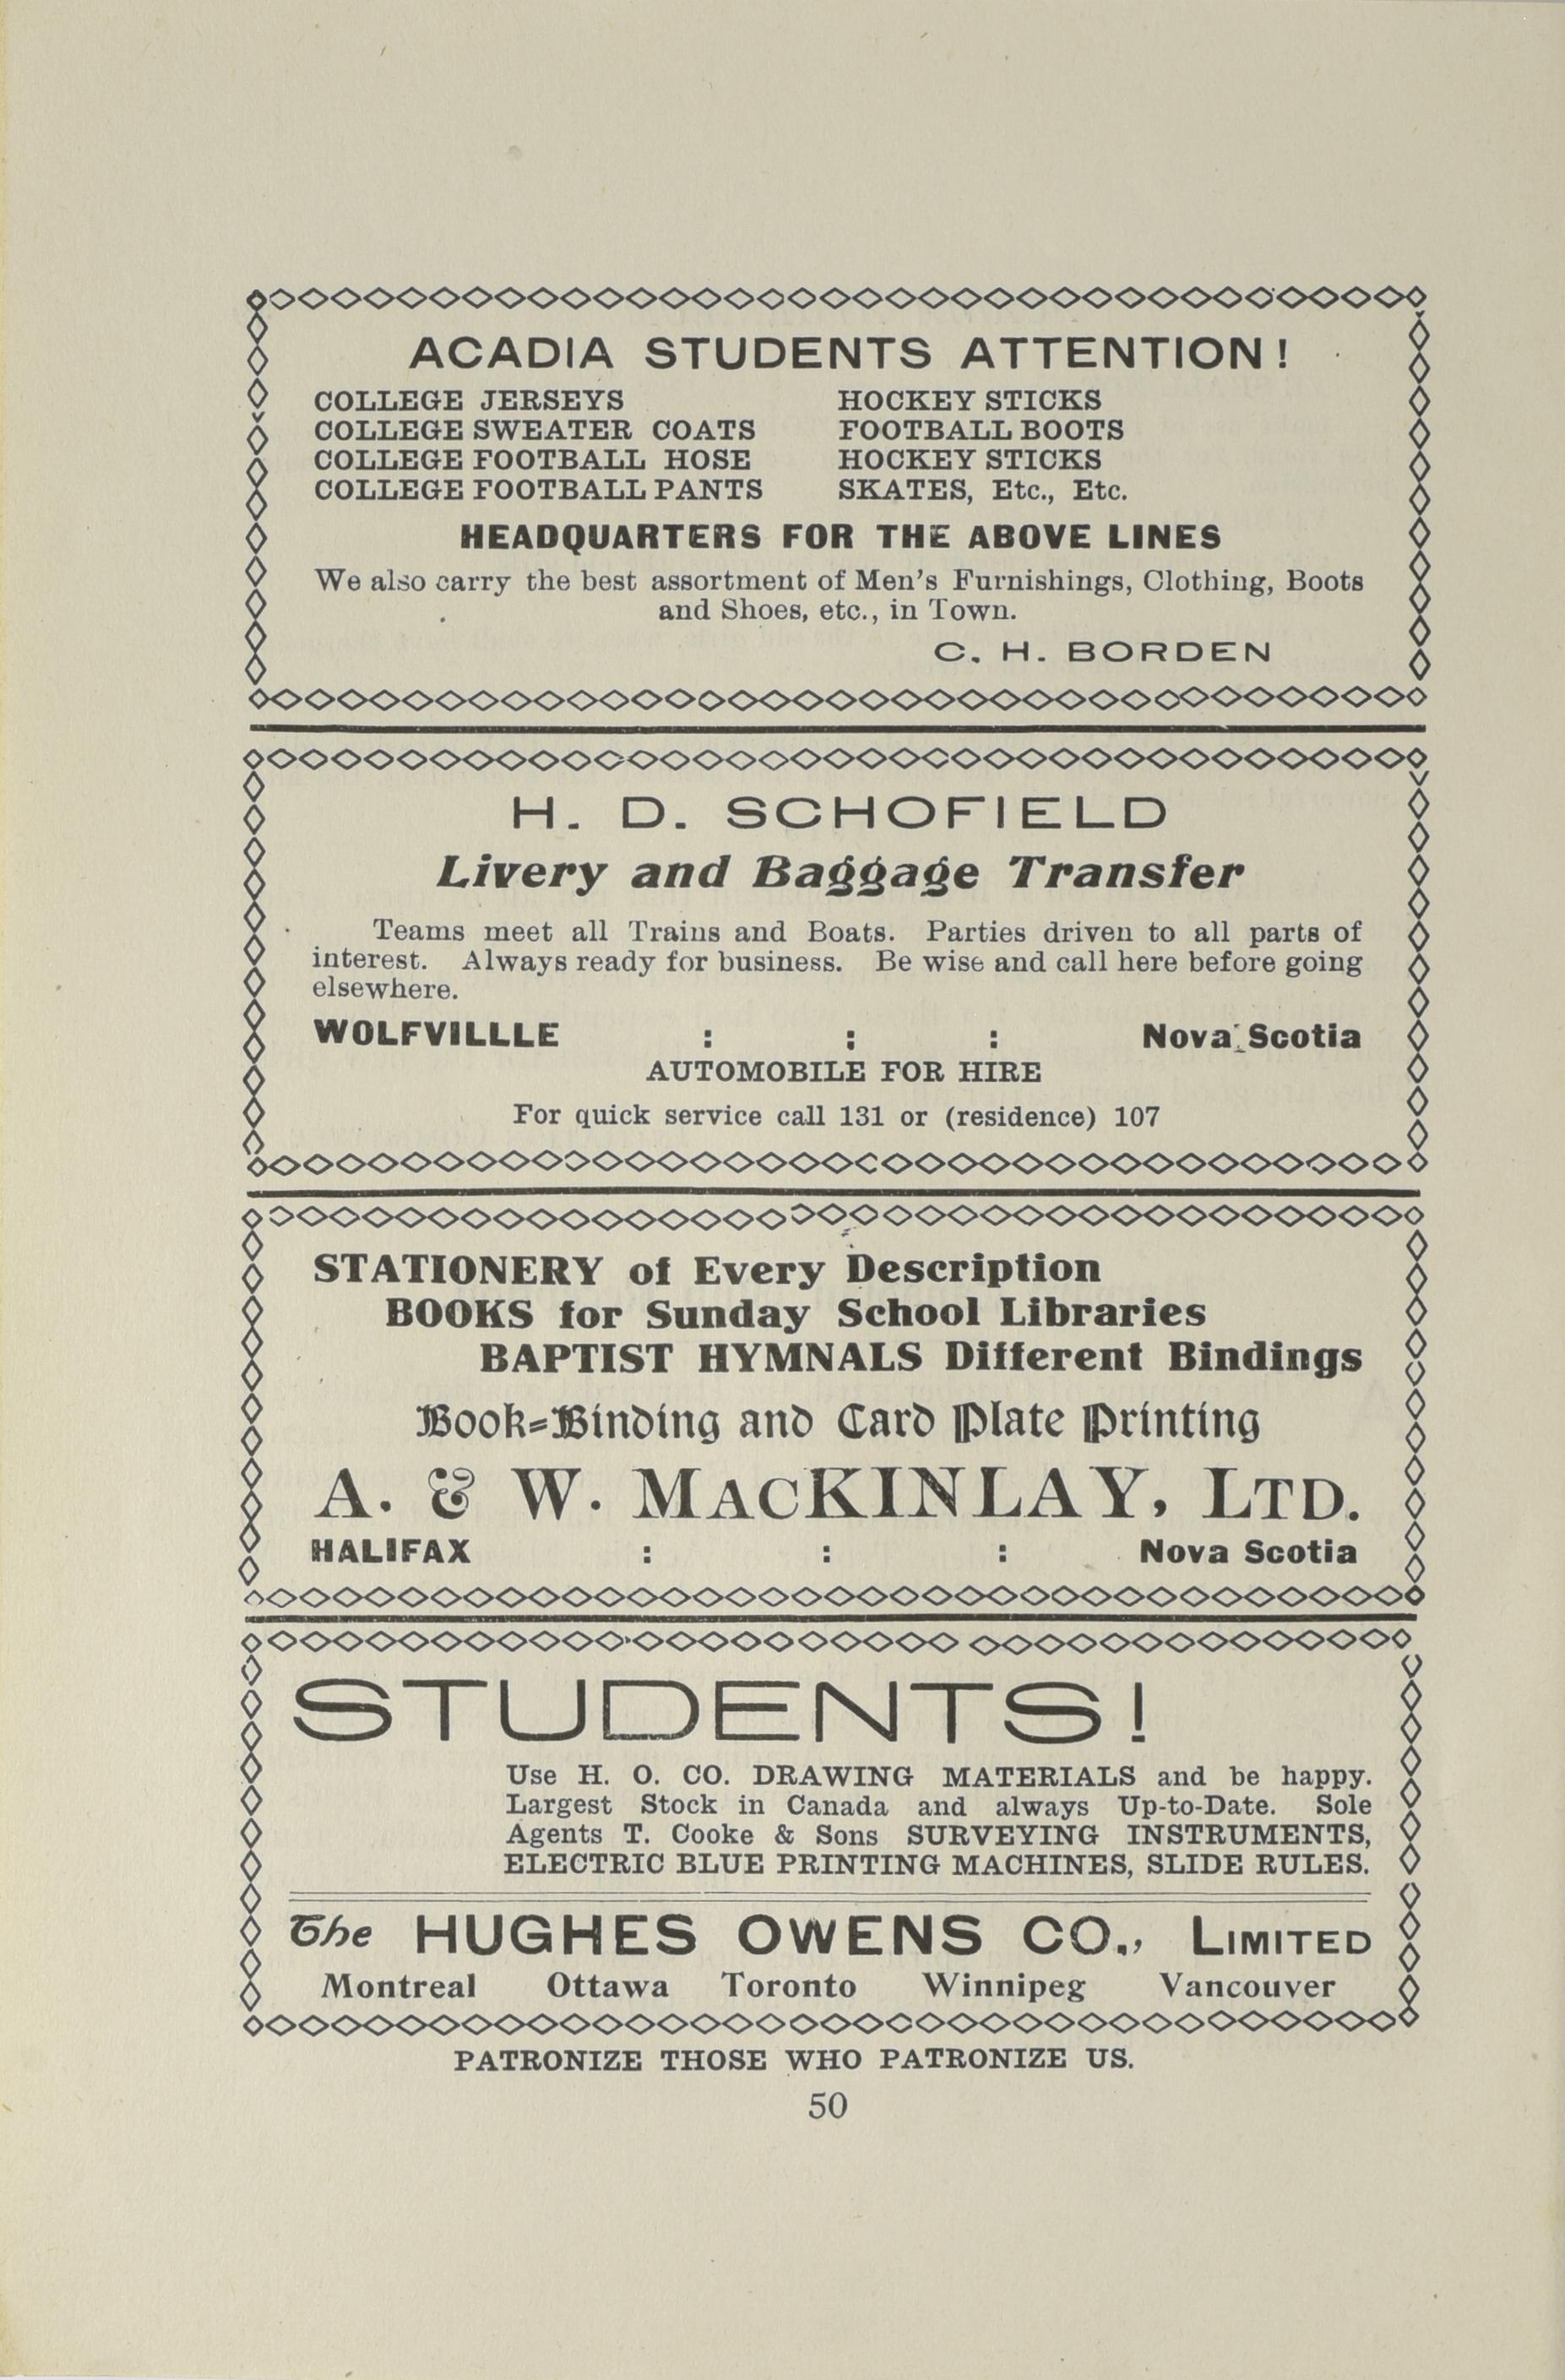 ACADIA STUDENTS ATTENTION!
COLLEGE JERSEYS HOCKEY STICKS
COLLEGE SWEATER COATS FOOTBALL BOOTS
COLLEGE FOOTBALL HOSE HOCKEY STICKS
COLLEGE FOOTBALL PANTS SKATES, Etc., Etc.
HEADQUARTERS FOR THE ABOVE LINES
We also carry the best assortment of Men's Furnishings, Clothing, Boots
and Shoes, etc., in Town.
C. H. BORDEN
H. D. SCHOFIELD
Livery and Baggage Transfer
Teams meet all Trains and Boats. Parties driven to all parts of
interest. Always ready for business. Be wise and call here before going
elsewhere.
WOLFVILLLE : : : Nova Scotia
AUTOMOBILE FOR HIRE
For quick service call 131 or (residence) 107
STATIONERY of Every Description
BOOKS for Sunday School Libraries
BAPTIST HYMNALS Different Bindings
Book-Binding and Card Plate Printing
A. & W. MACKINLAY, LTD.
HALIFAX : : : Nova Scotia
STUDENTS!
Use H. O. CO. DRAWING MATERIALS and be happy.
Largest Stock in Canada and always Up-to-Date. Sole
Agents T. Cooke & Sons SURVEYING INSTRUMENTS,
ELECTRIC BLUE PRINTING MACHINES, SLIDE RULES.
The HUGHES OWENS CO., LIMITED
Montreal Ottawa Toronto Winnipeg Vancouver
PATRONIZE THOSE WHO PATRONIZE US.
50